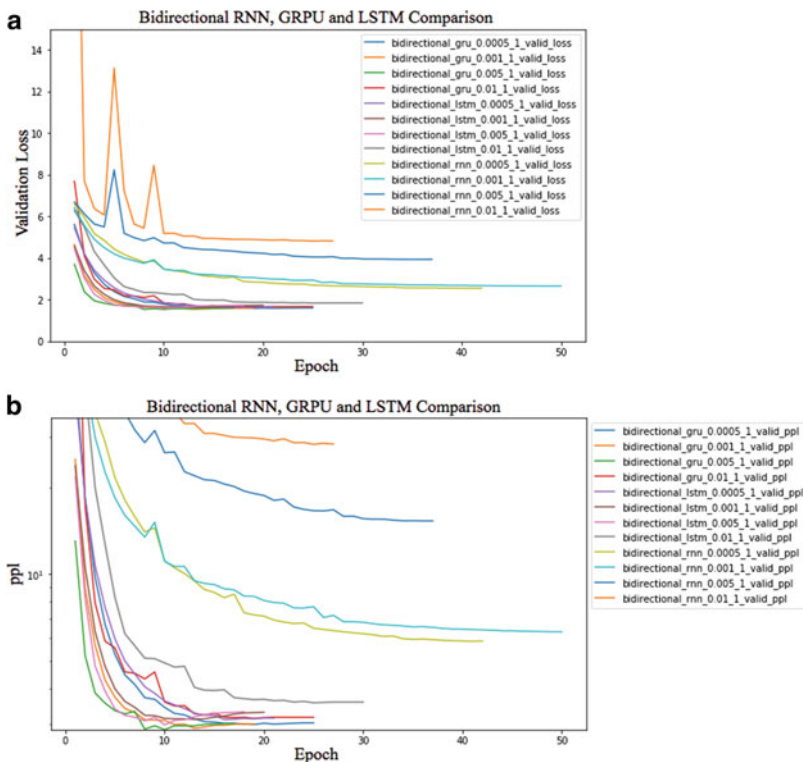 a
Bidirectional RNN, GRPU and LSTM Comparison
14
12
10
8
6
4
2
0
Validation Loss
bidirectional_gru_0.0005_1_valid_loss
bidirectional_gru_0.001_1_valid_loss
bidirectional_gru_0.005_1_valid_loss
bidirectional_gru_0.01_1_valid_loss
bidirectional_lstm_0.0005_1_valid_loss
bidirectional_lstm_0.001_1_valid_loss
bidirectional_lstm_0.005_1_valid_loss
bidirectional_lstm_0.01_1_valid_loss
bidirectional_rnn_0.0005_1_valid_loss
bidirectional_rnn_0.001_1_valid_loss
bidirectional_rnn_0.005_1_valid_loss
bidirectional_rnn_0.01_1_valid_loss
0 10 20 30 40 50
Epoch
b
Bidirectional RNN, GRPU and LSTM Comparison
ppl
10¹
bidirectional_gru_0.0005_1_valid_ppl
bidirectional_gru_0.001_1_valid_ppl
bidirectional_gru_0.005_1_valid_ppl
bidirectional_gru_0.01_1_valid_ppl
bidirectional_lstm_0.0005_1_valid_ppl
bidirectional_lstm_0.001_1_valid_ppl
bidirectional_lstm_0.005_1_valid_ppl
bidirectional_lstm_0.01_1_valid_ppl
bidirectional_rnn_0.0005_1_valid_ppl
bidirectional_rnn_0.001_1_valid_ppl
bidirectional_rnn_0.005_1_valid_ppl
bidirectional_rnn_0.01_1_valid_ppl
0 10 20 30 40 50
Epoch